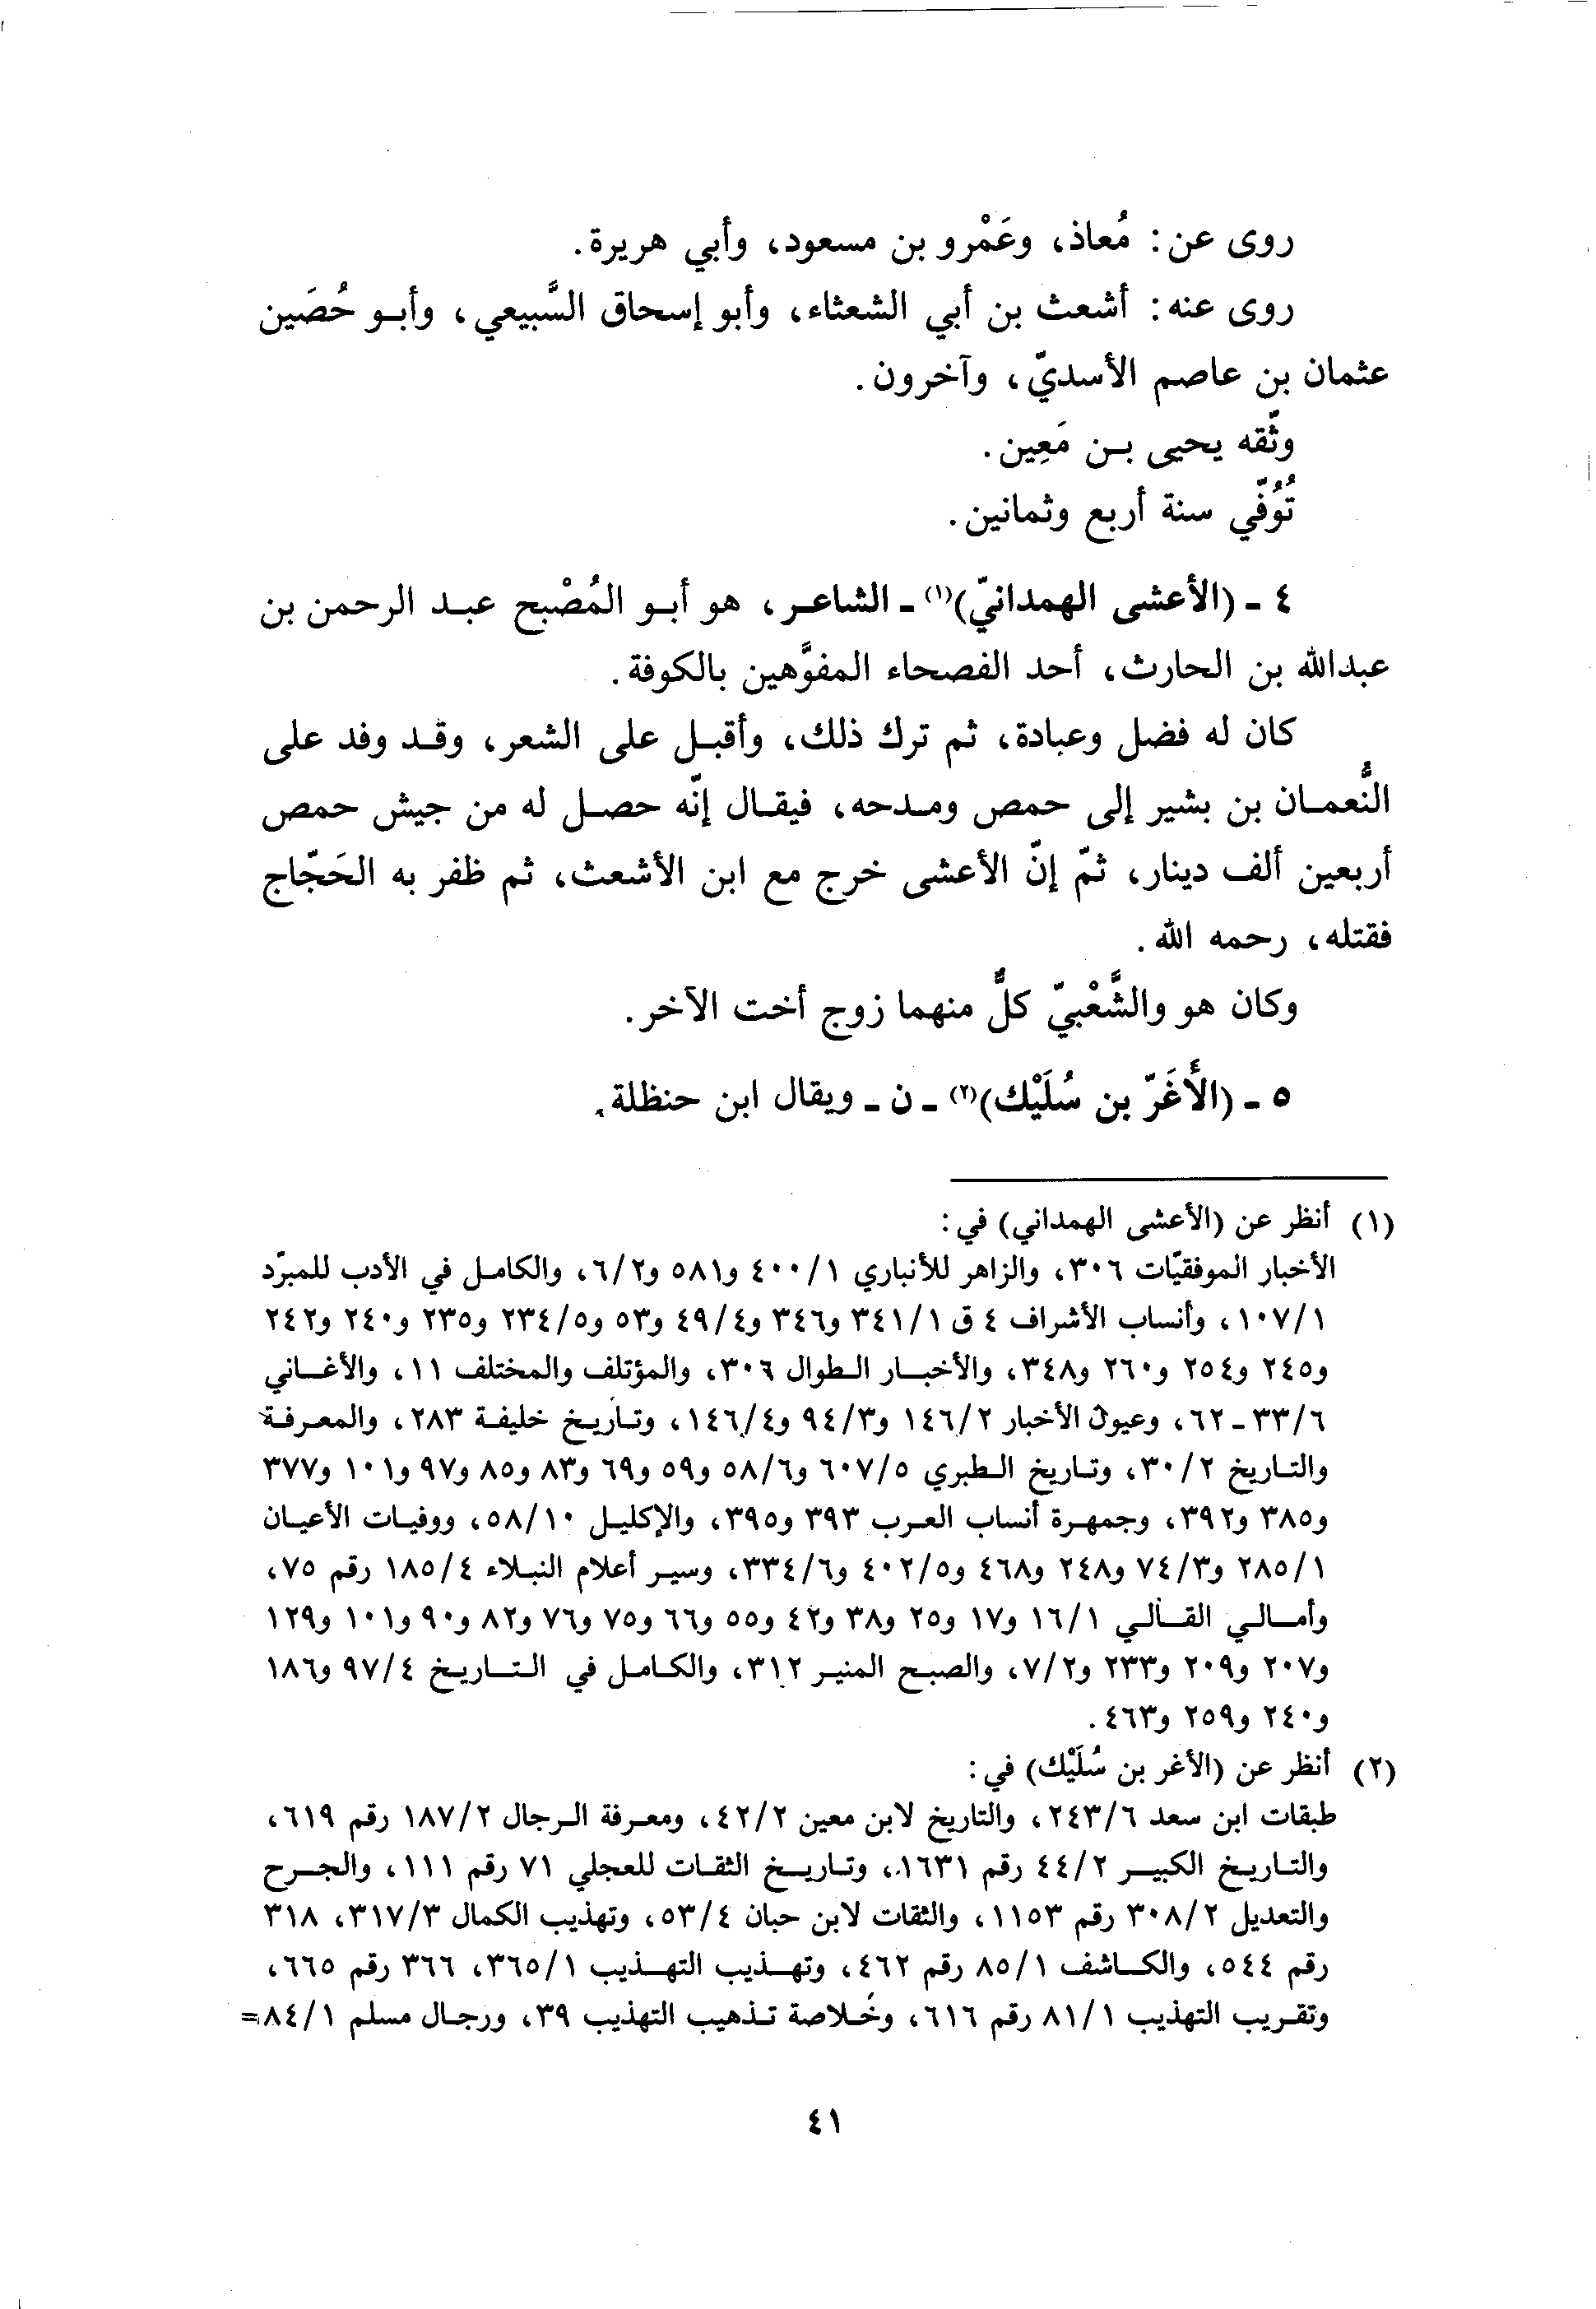 روى عن: مُعاذ، وعَمْرو بن مسعود، وأبي هريرة.
روى عنه: أشعث بن أبي الشعثاء، وأبو إسحاق السَّبيعي، وأبو حُصَين
عثمان بن عاصم الأسديّ، وآخرون.
وثّقه يحيى بن مَعِين.
تُوُفّي سنة أربع وثمانين.
٤ - (الأعشى الهمدانيّ)(١) - الشاعر، هو أبو المُصْبح عبد الرحمن بن
عبدالله بن الحارث، أحد الفصحاء المفوَّهين بالكوفة.
كان له فضل وعبادة، ثم ترك ذلك، وأقبل على الشعر، وقد وفد على
النُّعمان بن بشير إلى حمص ومدحه، فيقال إنّه حصل له من جيش حمص
أربعين ألف دينار، ثمّ إنّ الأعشى خرج مع ابن الأشعث، ثم ظفر به الحَجّاج
فقتله، رحمه الله.
وكان هو والشَّعْبيّ كلٌّ منهما زوج أخت الآخر.
٥ - (الأَغَرّ بن سُلَيْك)(٢) - ن - ويقال ابن حنظلة.
(١) أنظر عن (الأعشى الهمداني) في:
الأخبار الموفقيّات ٣٠٦، والزاهر للأنباري ٤٠٠/١ و٥٨١ و٦/٢، والكامل في الأدب للمبرّد
١٠٧/١، وأنساب الأشراف ٤ ق ٣٤١/١ و٣٤٦ و٤٩/٤ و٥٣ و٢٣٤/٥ و٢٣٥ و٢٤٠ و٢٤٢
و٢٤٥ و٢٥٤ و٢٦٠ و٣٤٨، والأخبار الطوال ٣٠٦، والمؤتلف والمختلف ١١، والأغاني
٣٣/٦ - ٦٢، وعيون الأخبار ١٤٦/٢ و٩٤/٣ و١٤٦/٤، وتاريخ خليفة ٢٨٣، والمعرفة
والتاريخ ٣٠/٢، وتاريخ الطبري ٦٠٧/٥ و٥٨/٦ و٥٩ و٦٩ و٨٣ و٨٥ و٩٧ و١٠١ و٣٧٧
و٣٨٥ و٣٩٢، وجمهرة أنساب العرب ٣٩٣ و٣٩٥، والإكليل ٥٨/١٠، ووفيات الأعيان
٢٨٥/١ و٧٤/٣ و٢٤٨ و٤٦٨ و٤٠٢/٥ و٣٣٤/٦، وسير أعلام النبلاء ١٨٥/٤ رقم ٧٥،
وأمالي القالي ١٦/١ و١٧ و٢٥ و٣٨ و٤٢ و٥٥ و٦٦ و٧٥ و٧٦ و٨٢ و٩٠ و١٠١ و١٢٩
و٢٠٧ و٢٠٩ و٢٣٣ و٧/٢، والصبح المنير ٣١٢، والكامل في التاريخ ٩٧/٤ و١٨٦
و٢٤٠ و٢٥٩ و٤٦٣.
(٢) أنظر عن (الأغر بن سُلَيْك) في:
طبقات ابن سعد ٢٤٣/٦، والتاريخ لابن معين ٤٢/٢، ومعرفة الرجال ١٨٧/٢ رقم ٦١٩،
والتاريخ الكبير ٤٤/٢ رقم ١٦٣١، وتاريخ الثقات للعجلي ٧١ رقم ١١١، والجرح
والتعديل ٣٠٨/٢ رقم ١١٥٣، والثقات لابن حبان ٥٣/٤، وتهذيب الكمال ٣١٧/٣، ٣١٨
رقم ٥٤٤، والكاشف ٨٥/١ رقم ٤٦٢، وتهذيب التهذيب ٣٦٥/١، ٣٦٦ رقم ٦٦٥،
وتقريب التهذيب ٨١/١ رقم ٦١٦، وخُلاصة تذهيب التهذيب ٣٩، ورجال مسلم ٨٤/١=
٤١